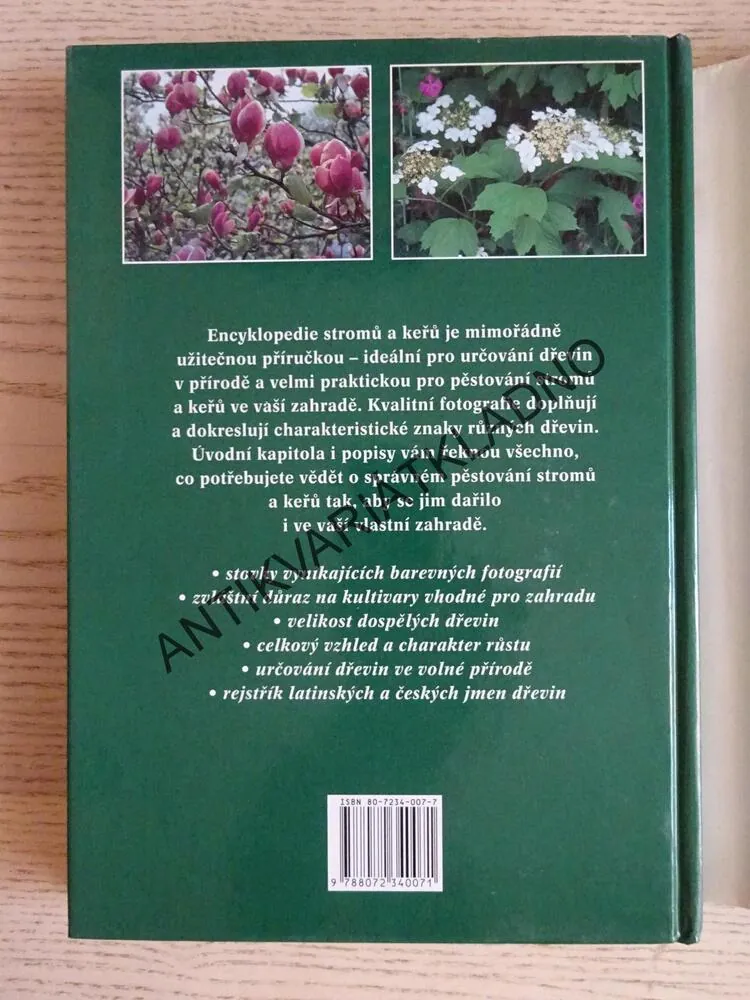 Encyklopedie stromů a keřů je mimořádně
užitečnou příručkou – ideální pro určování dřevin
v přírodě a velmi praktickou pro pěstování stromů
a keřů ve vaší zahradě. Kvalitní fotografie doplňují
a dokreslují charakteristické znaky různých dřevin.
Úvodní kapitola i popisy vám řeknou všechno,
co potřebujete vědět o správném pěstování stromů
a keřů tak, aby se jim dařilo
i ve vaší vlastní zahradě.
• stovky vynikajících barevných fotografií
• zvláštní důraz na kultivary vhodné pro zahradu
• velikost dospělých dřevin
• celkový vzhled a charakter růstu
• určování dřevin ve volné přírodě
• rejstřík latinských a českých jmen dřevin
ANTIKVARIÁTKLADNO
ISBN 80-7234-007-7
9 788072 340071